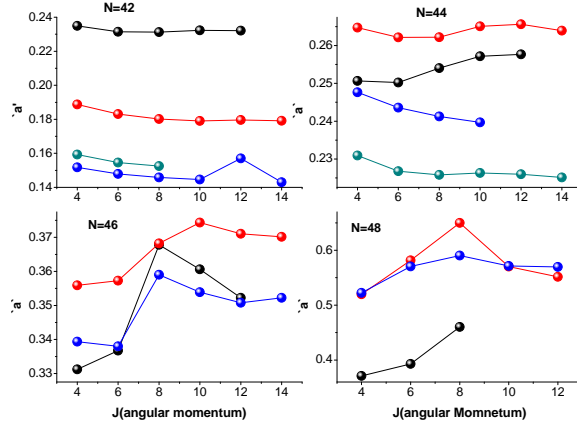 N=42
0.24
0.22
0.20
0.18
0.16
0.14
`a'
4 6 8 10 12 14
N=44
0.26
0.25
0.24
0.23
`a`
4 6 8 10 12 14
N=46
0.37
0.36
0.35
0.34
0.33
`a`
4 6 8 10 12 14
J(angular momentum)
N=48
0.6
0.5
0.4
`a`
4 6 8 10 12
J(angular Momnetum)